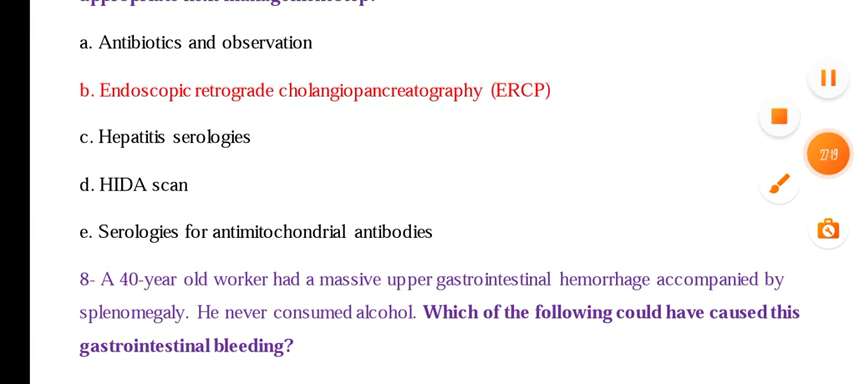 a. Antibiotics and observation
b. Endoscopic retrograde cholangiopancreatography (ERCP)
c. Hepatitis serologies
d. HIDA scan
e. Serologies for antimitochondrial antibodies
8- A 40-year old worker had a massive upper gastrointestinal hemorrhage accompanied by
splenomegaly. He never consumed alcohol. Which of the following could have caused this
gastrointestinal bleeding?
27:19